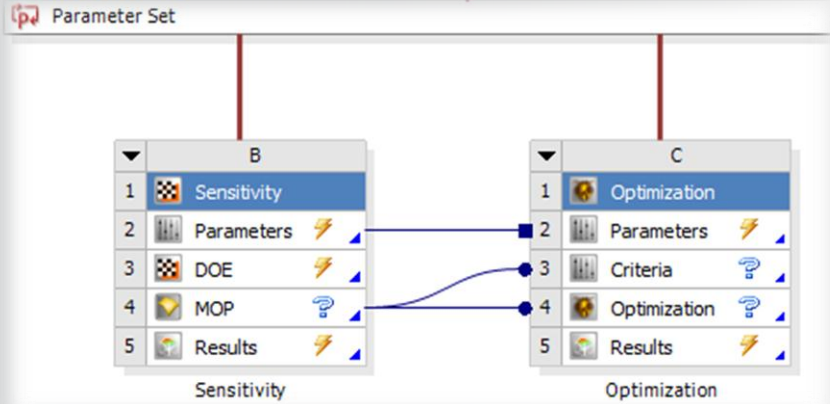 Parameter Set
B
1 Sensitivity
2 Parameters
3 DOE
4 MOP
5 Results
Sensitivity
C
1 Optimization
2 Parameters
3 Criteria
4 Optimization
5 Results
Optimization